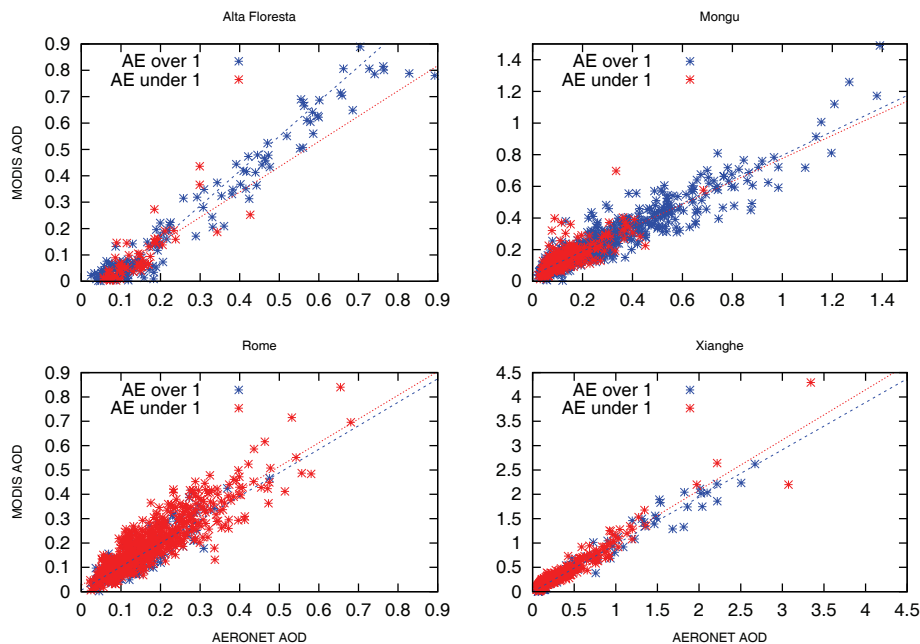 Alta Floresta
MODIS AOD
AE over 1
AE under 1
0.9
0.8
0.7
0.6
0.5
0.4
0.3
0.2
0.1
0
0 0.1 0.2 0.3 0.4 0.5 0.6 0.7 0.8 0.9
Mongu
AE over 1
AE under 1
1.4
1.2
1
0.8
0.6
0.4
0.2
0
0 0.2 0.4 0.6 0.8 1 1.2 1.4
Rome
MODIS AOD
AE over 1
AE under 1
0.9
0.8
0.7
0.6
0.5
0.4
0.3
0.2
0.1
0
0 0.1 0.2 0.3 0.4 0.5 0.6 0.7 0.8 0.9
AERONET AOD
Xianghe
AE over 1
AE under 1
4.5
4
3.5
3
2.5
2
1.5
1
0.5
0
0 0.5 1 1.5 2 2.5 3 3.5 4 4.5
AERONET AOD